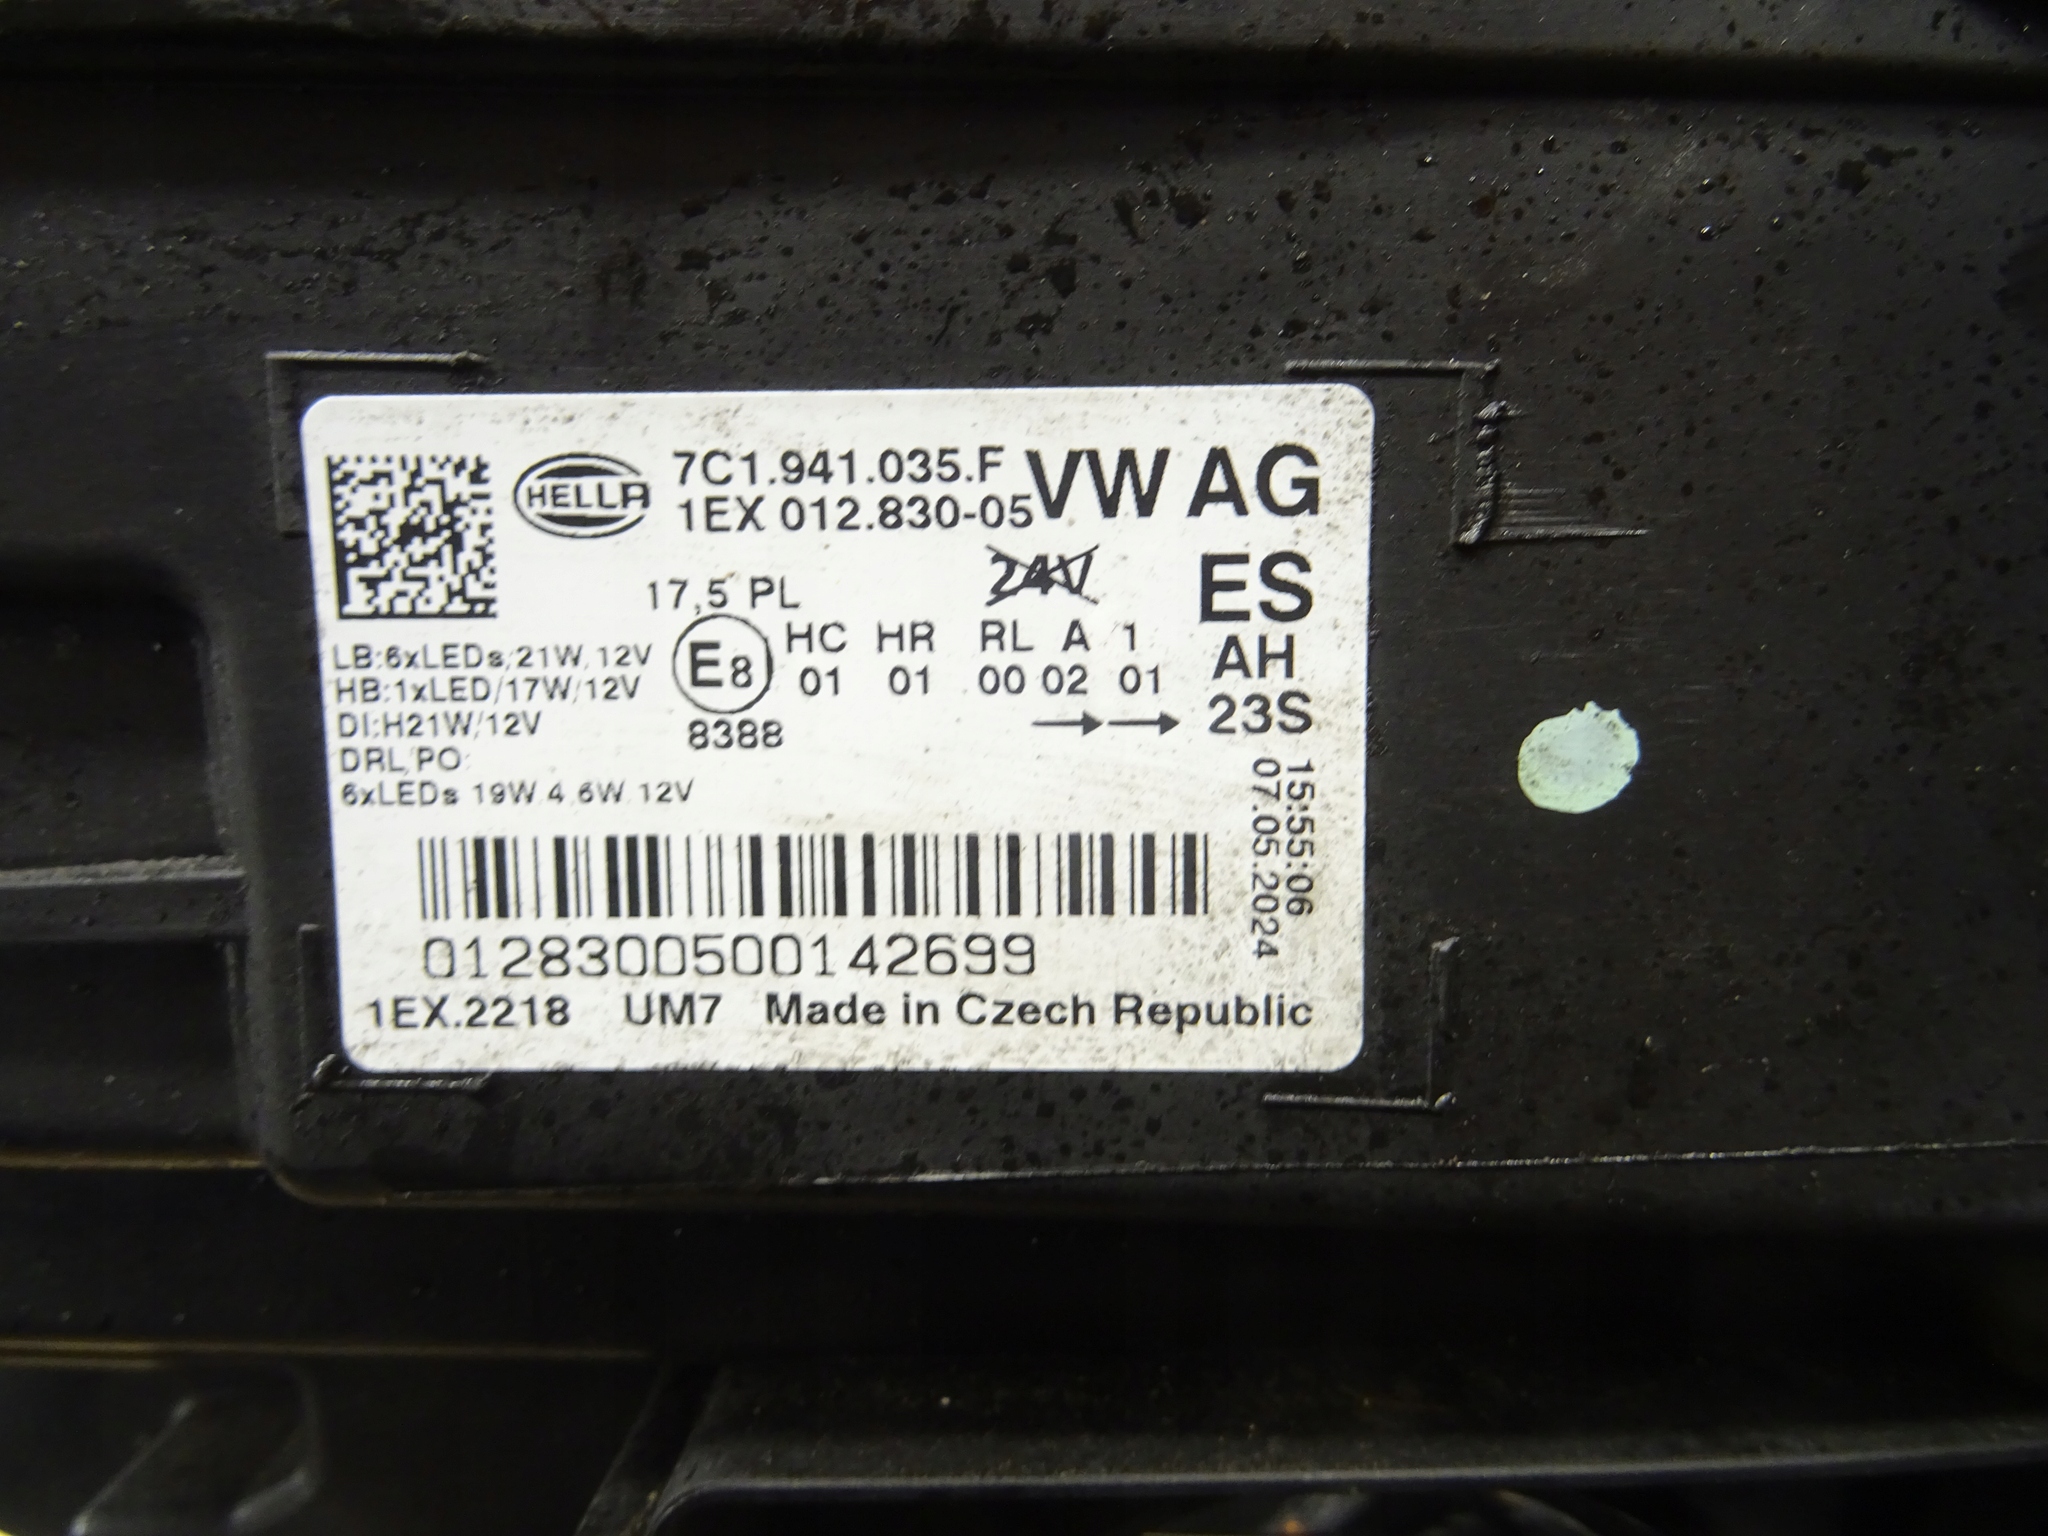 HELLA
7C1.941.035.F
1EX 012.830-05
VW AG
17,5 PL
24V
ES
HC HR RL A 1
AH
01 01 00 02 01
23S
E8
8388
LB:6xLEDs/21W/12V
HB:1xLED/17W/12V
DI:H21W/12V
DRL/PO:
6xLEDs 19W/4,6W 12V
15:55:06
07.05.2024
0128300500142699
1EX.2218 UM7 Made in Czech Republic